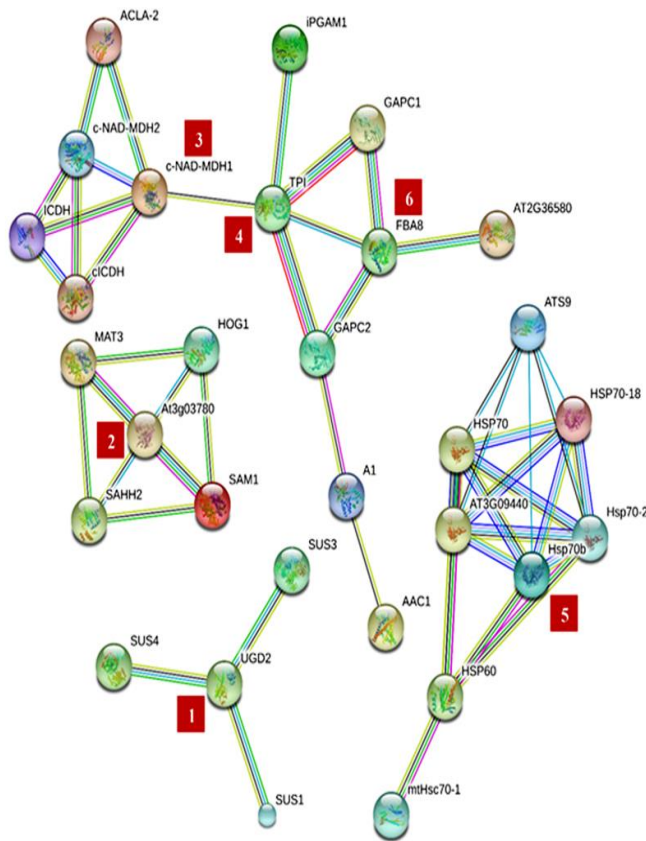 ACLA-2
iPGAM1
GAPC1
c-NAD-MDH2
3
c-NAD-MDH1
TPI
6
ICDH
4
FBA8
AT2G36580
cICDH
GAPC2
ATS9
MAT3
HOG1
HSP70-18
At3g03780
HSP70
2
A1
SAHH2
SAM1
AT3G09440
Hsp70-2
Hsp70b
SUS3
AAC1
5
SUS4
UGD2
HSP60
1
SUS1
mtHsc70-1